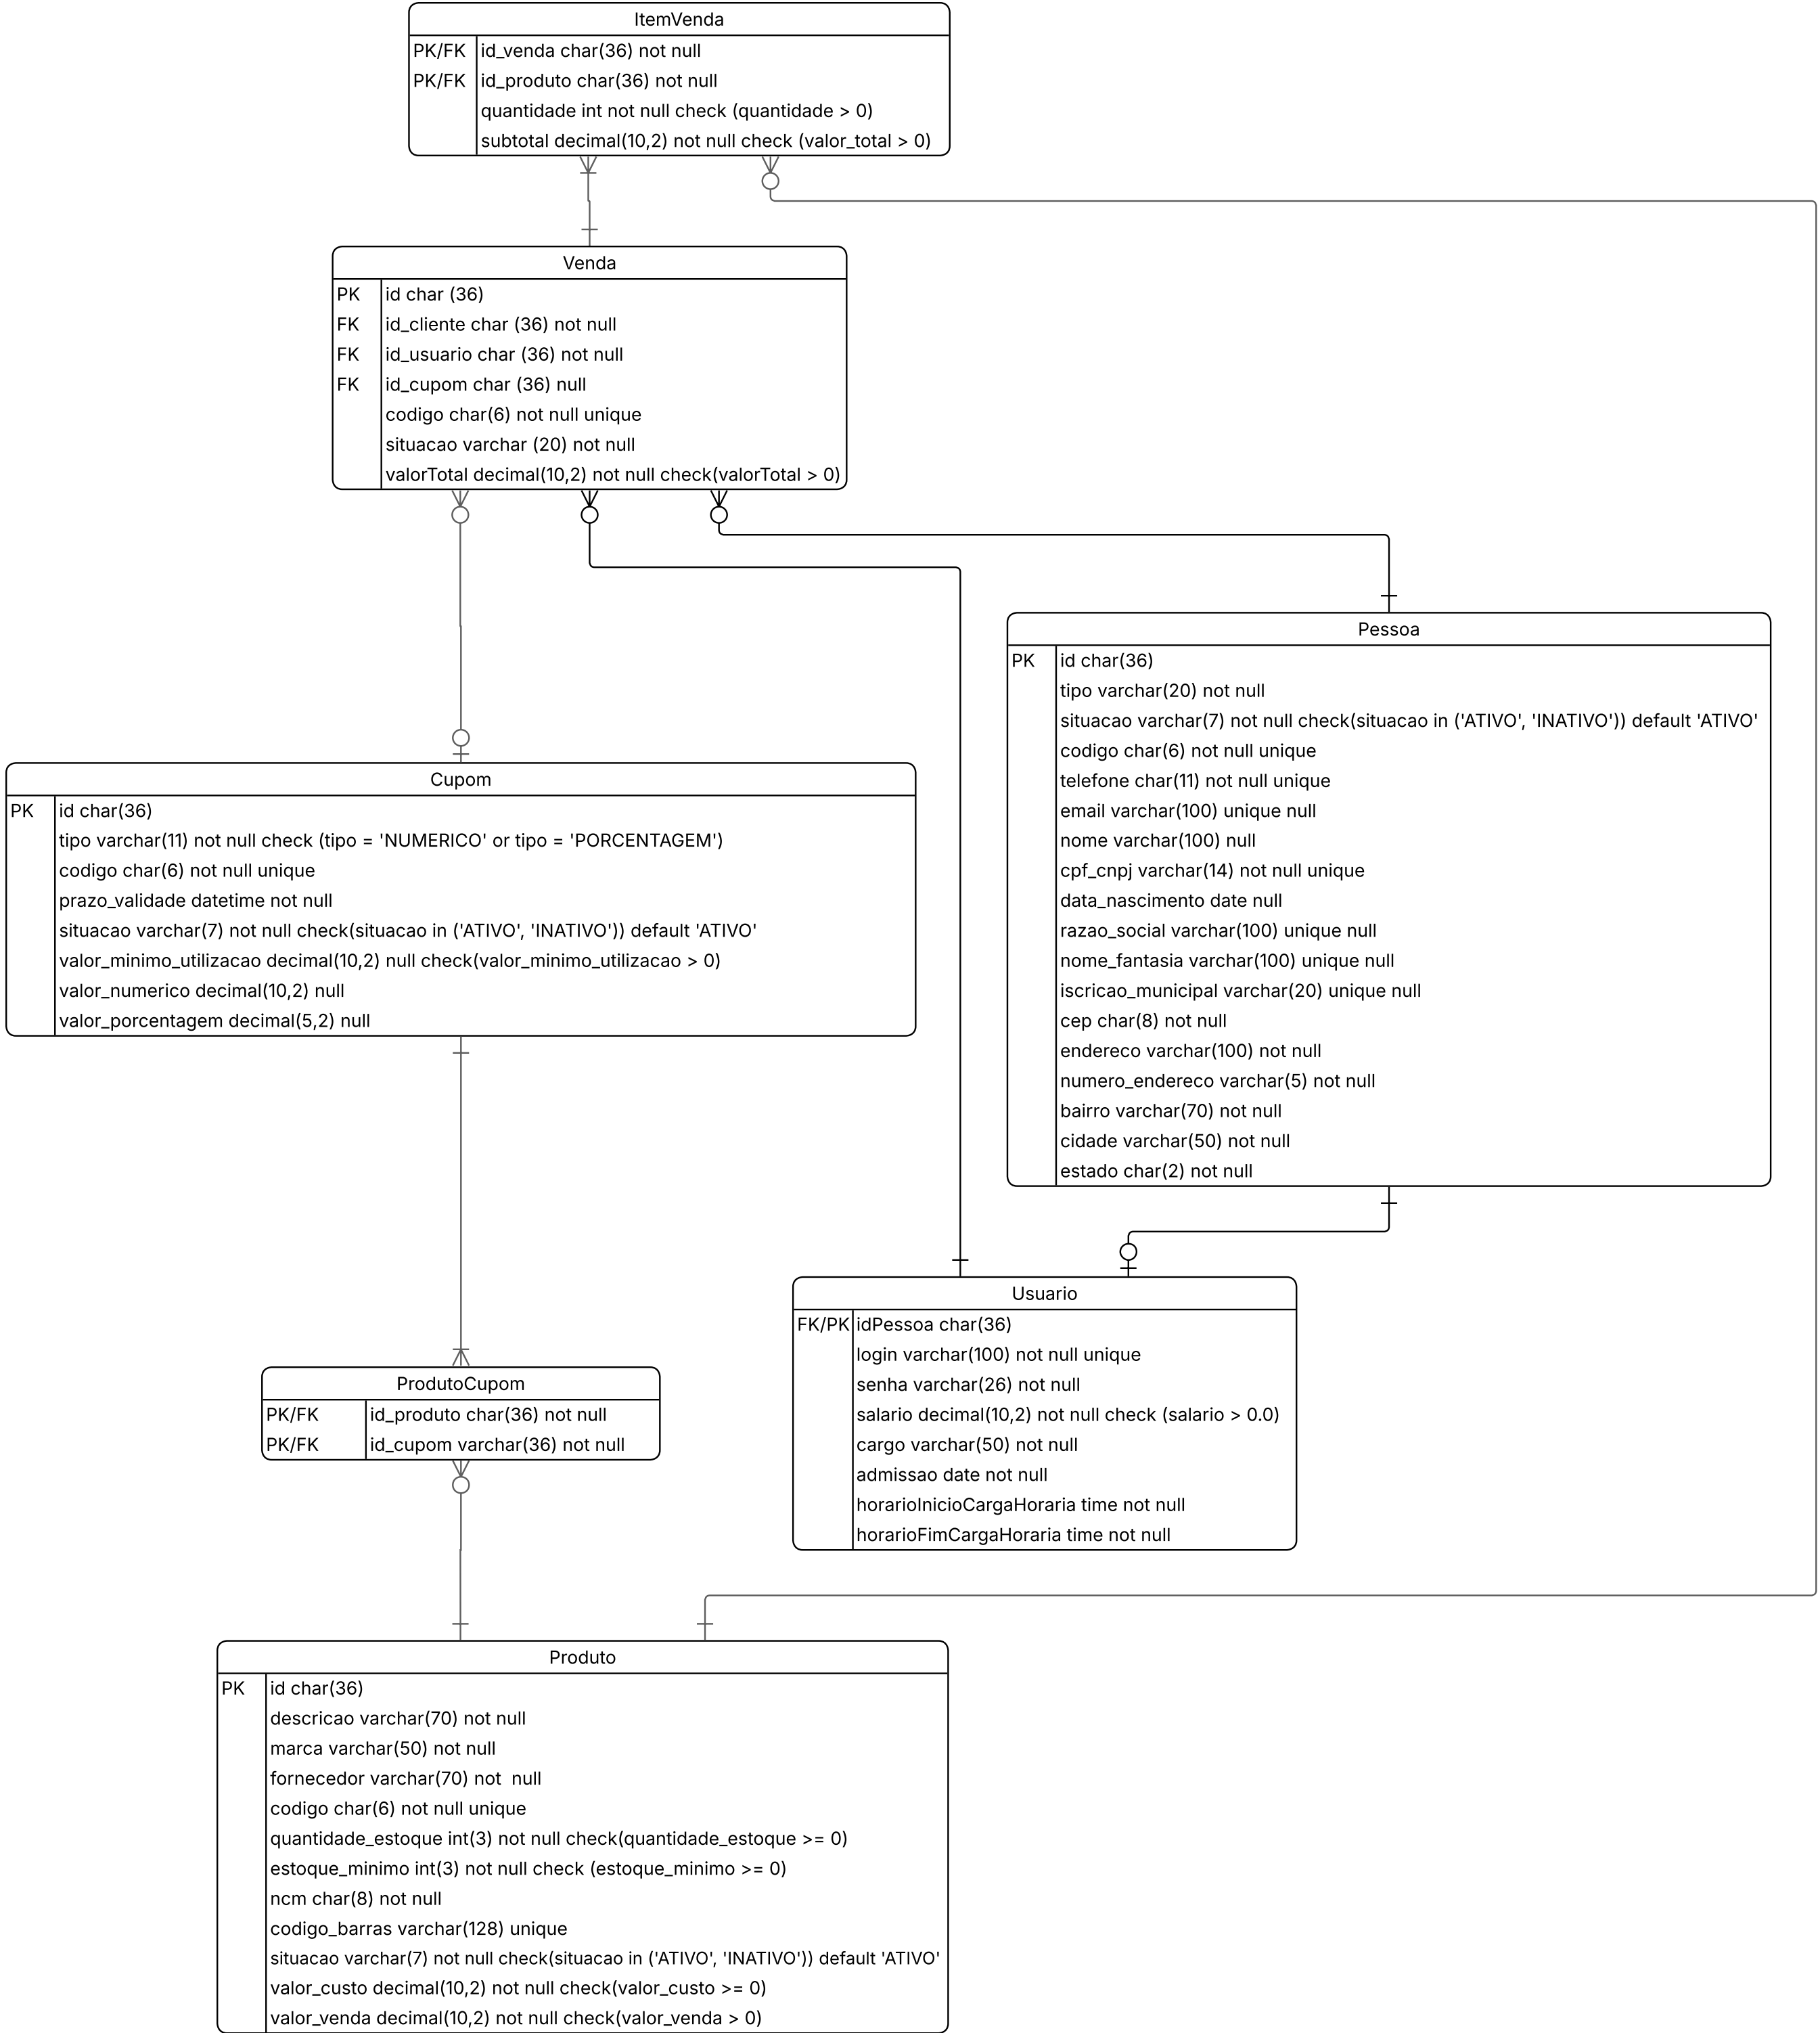 ItemVenda
PK/FK id_venda char(36) not null
PK/FK id_produto char(36) not null
quantidade int not null check (quantidade > 0)
subtotal decimal(10,2) not null check (valor_total > 0)
Venda
PK id char (36)
FK id_cliente char (36) not null
FK id_usuario char (36) not null
FK id_cupom char (36) null
codigo char(6) not null unique
situacao varchar (20) not null
valorTotal decimal(10,2) not null check(valorTotal > 0)
Pessoa
PK id char(36)
tipo varchar(20) not null
situacao varchar(7) not null check(situacao in ('ATIVO', 'INATIVO')) default 'ATIVO'
codigo char(6) not null unique
telefone char(11) not null unique
email varchar(100) unique null
nome varchar(100) null
cpf_cnpj varchar(14) not null unique
data_nascimento date null
razao_social varchar(100) unique null
nome_fantasia varchar(100) unique null
iscricao_municipal varchar(20) unique null
cep char(8) not null
endereco varchar(100) not null
numero_endereco varchar(5) not null
bairro varchar(70) not null
cidade varchar(50) not null
estado char(2) not null
Cupom
PK id char(36)
tipo varchar(11) not null check (tipo = 'NUMERICO' or tipo = 'PORCENTAGEM')
codigo char(6) not null unique
prazo_validade datetime not null
situacao varchar(7) not null check(situacao in ('ATIVO', 'INATIVO')) default 'ATIVO'
valor_minimo_utilizacao decimal(10,2) null check(valor_minimo_utilizacao > 0)
valor_numerico decimal(10,2) null
valor_porcentagem decimal(5,2) null
Usuario
FK/PK idPessoa char(36)
login varchar(100) not null unique
senha varchar(26) not null
salario decimal(10,2) not null check (salario > 0.0)
cargo varchar(50) not null
admissao date not null
horarioInicioCargaHoraria time not null
horarioFimCargaHoraria time not null
ProdutoCupom
PK/FK id_produto char(36) not null
PK/FK id_cupom varchar(36) not null
Produto
PK id char(36)
descricao varchar(70) not null
marca varchar(50) not null
fornecedor varchar(70) not  null
codigo char(6) not null unique
quantidade_estoque int(3) not null check(quantidade_estoque >= 0)
estoque_minimo int(3) not null check (estoque_minimo >= 0)
ncm char(8) not null
codigo_barras varchar(128) unique
situacao varchar(7) not null check(situacao in ('ATIVO', 'INATIVO')) default 'ATIVO'
valor_custo decimal(10,2) not null check(valor_custo >= 0)
valor_venda decimal(10,2) not null check(valor_venda > 0)